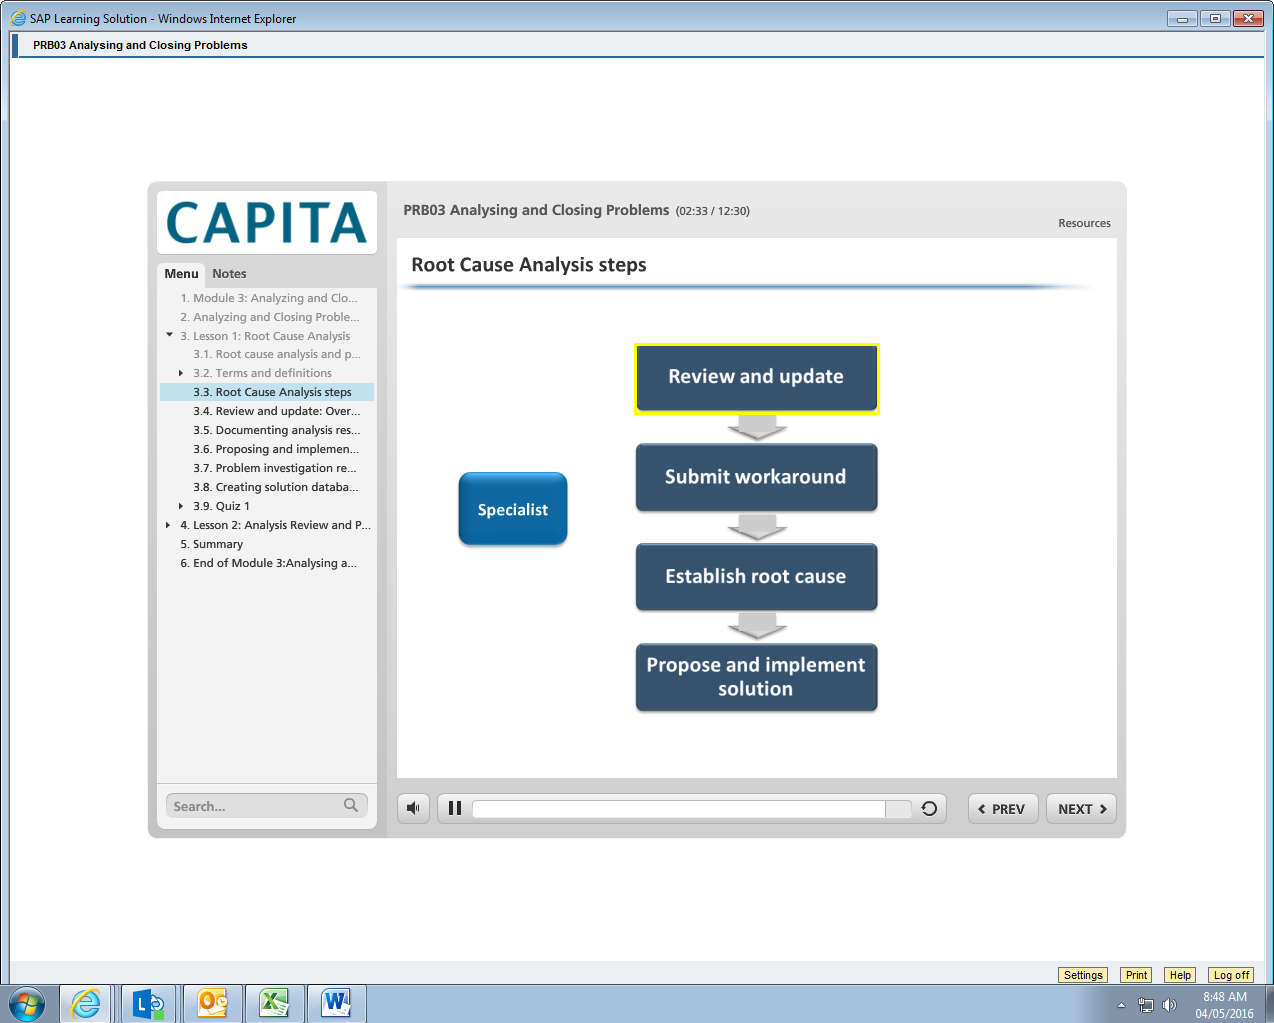 SAP Learning Solution - Windows Internet Explorer
PRB03 Analysing and Closing Problems
CAPITA
PRB03 Analysing and Closing Problems (02:33 / 12:30)
Resources
Menu Notes
1. Module 3: Analyzing and Clo...
2. Analyzing and Closing Proble...
3. Lesson 1: Root Cause Analysis
3.1. Root cause analysis and p...
3.2. Terms and definitions
3.3. Root Cause Analysis steps
3.4. Review and update: Over...
3.5. Documenting analysis res...
3.6. Proposing and implemen...
3.7. Problem investigation re...
3.8. Creating solution databa...
3.9. Quiz 1
4. Lesson 2: Analysis Review and P...
5. Summary
6. End of Module 3:Analysing a...
Search...
Root Cause Analysis steps
Specialist
Review and update
Submit workaround
Establish root cause
Propose and implement
solution
PREV
NEXT
Settings Print Help Log off
8:48 AM
04/05/2016